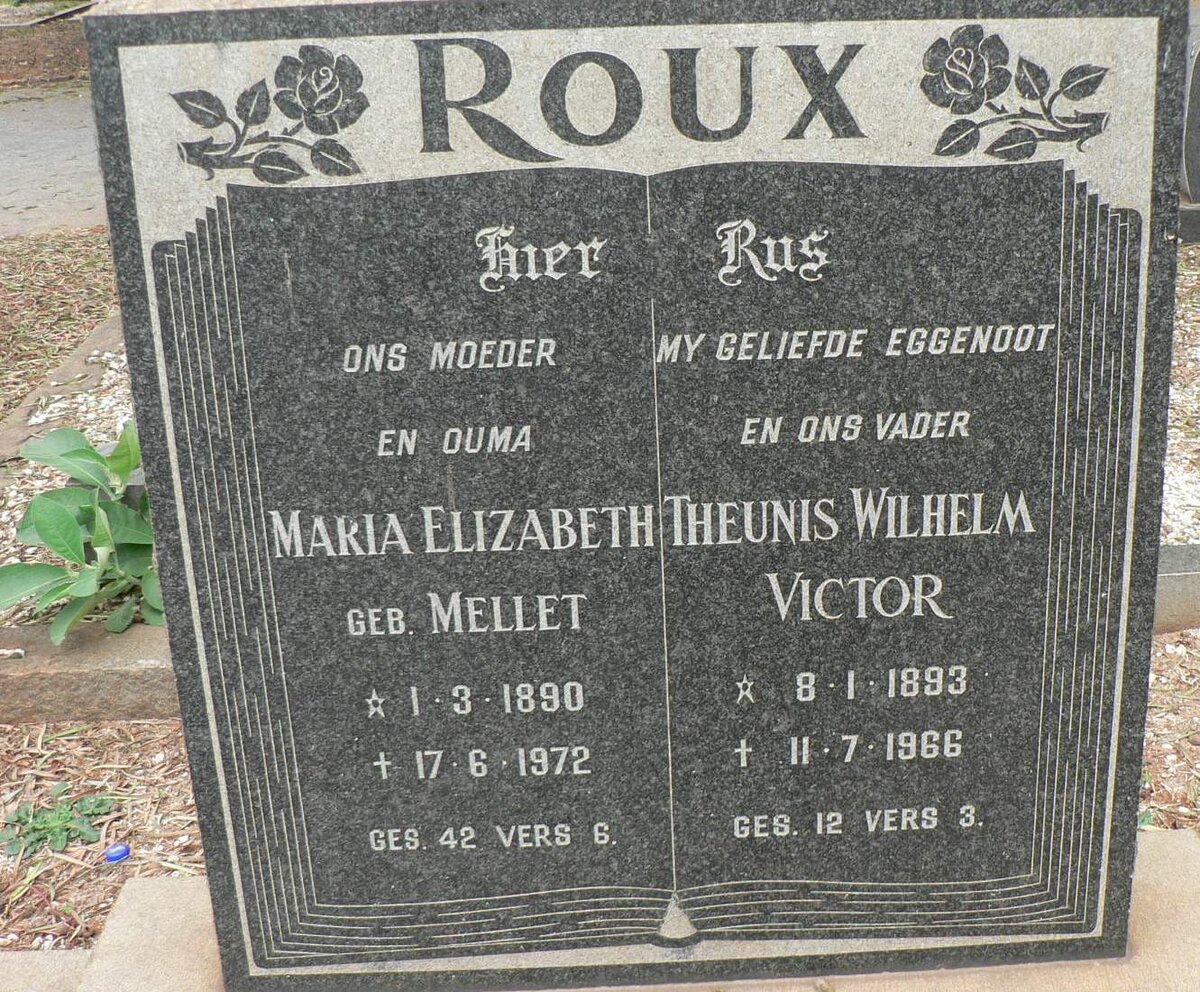 ROUX
Hier Rus
ONS MOEDER
EN OUMA
MARIA ELIZABETH
GEB. MELLET
☆ 1·3·1890
† 17·6·1972
GES. 42 VERS 6.
MY GELIEFDE EGGENOOT
EN ONS VADER
THEUNIS WILHELM
VICTOR
☆ 8·1·1893
† 11·7·1966
GES. 12 VERS 3.